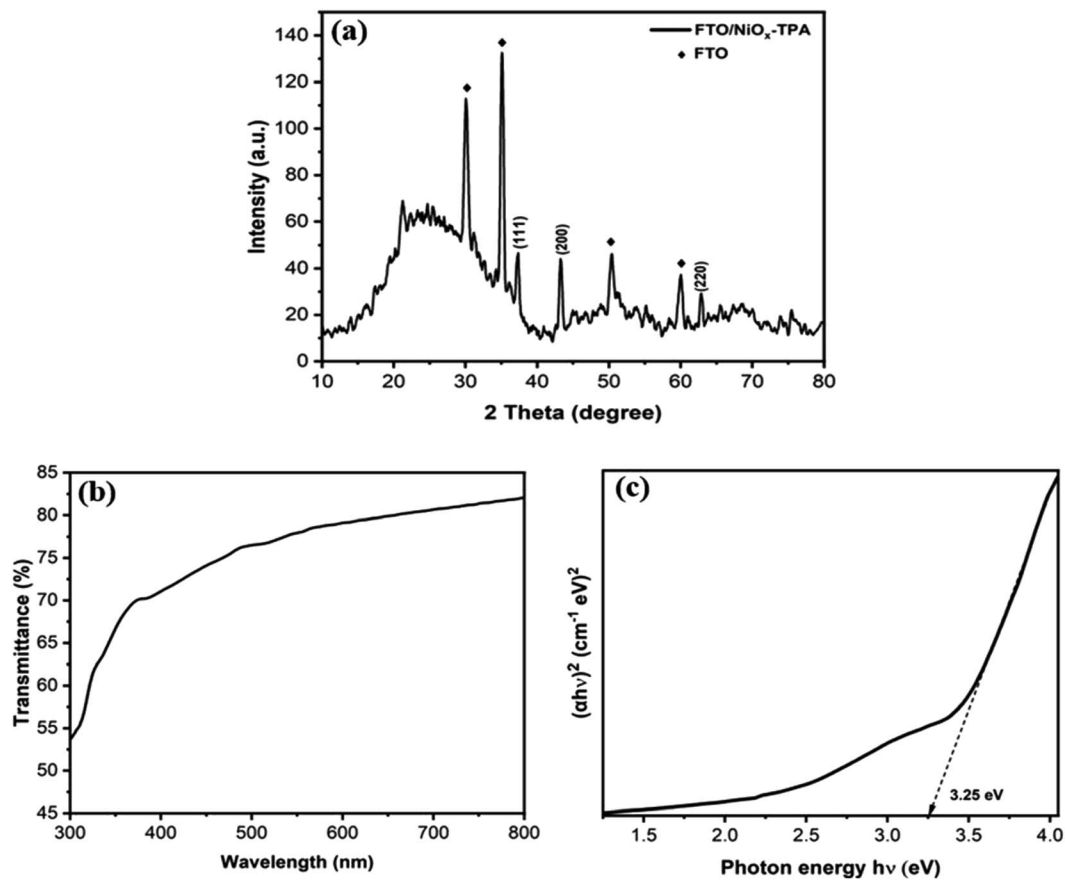 (a)
FTO/NiOₓ-TPA
◆ FTO
Intensity (a.u.)
140
120
100
80
60
40
20
0
(111)
(200)
(220)
10 20 30 40 50 60 70 80
2 Theta (degree)
(b)
Transmittance (%)
85
80
75
70
65
60
55
50
45
300 400 500 600 700 800
Wavelength (nm)
(c)
(αhν)² (cm⁻¹ eV)²
3.25 eV
1.5 2.0 2.5 3.0 3.5 4.0
Photon energy hν (eV)